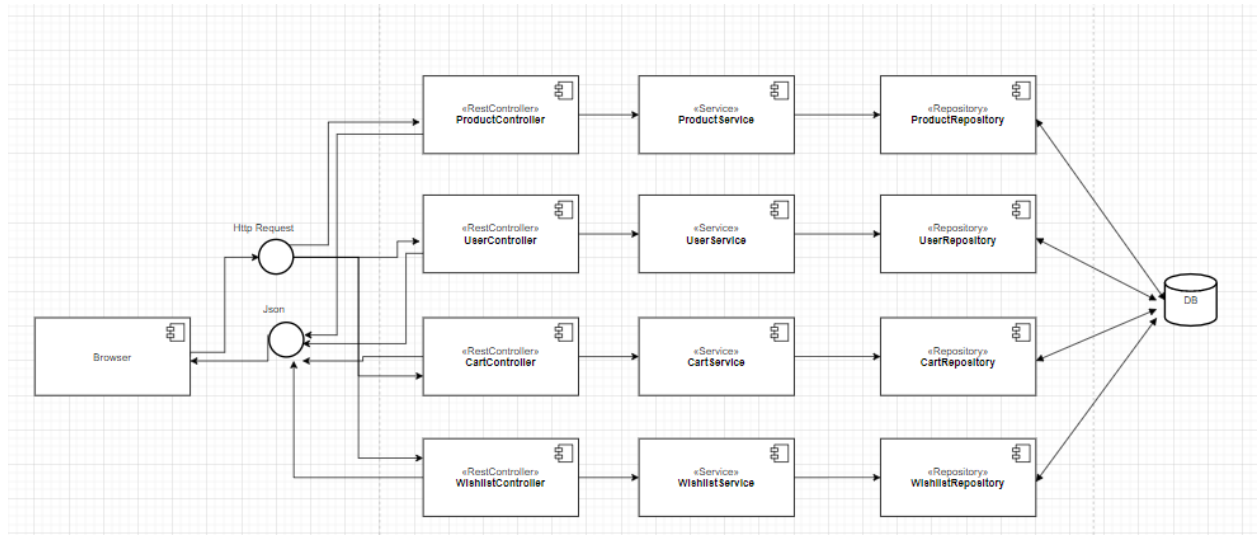 «RestController»
ProductController
«Service»
ProductService
«Repository»
ProductRepository
Http Request
«RestController»
UserController
«Service»
UserService
«Repository»
UserRepository
Json
DB
Browser
«RestController»
CartController
«Service»
CartService
«Repository»
CartRepository
«RestController»
WishlistController
«Service»
WishlistService
«Repository»
WishlistRepository